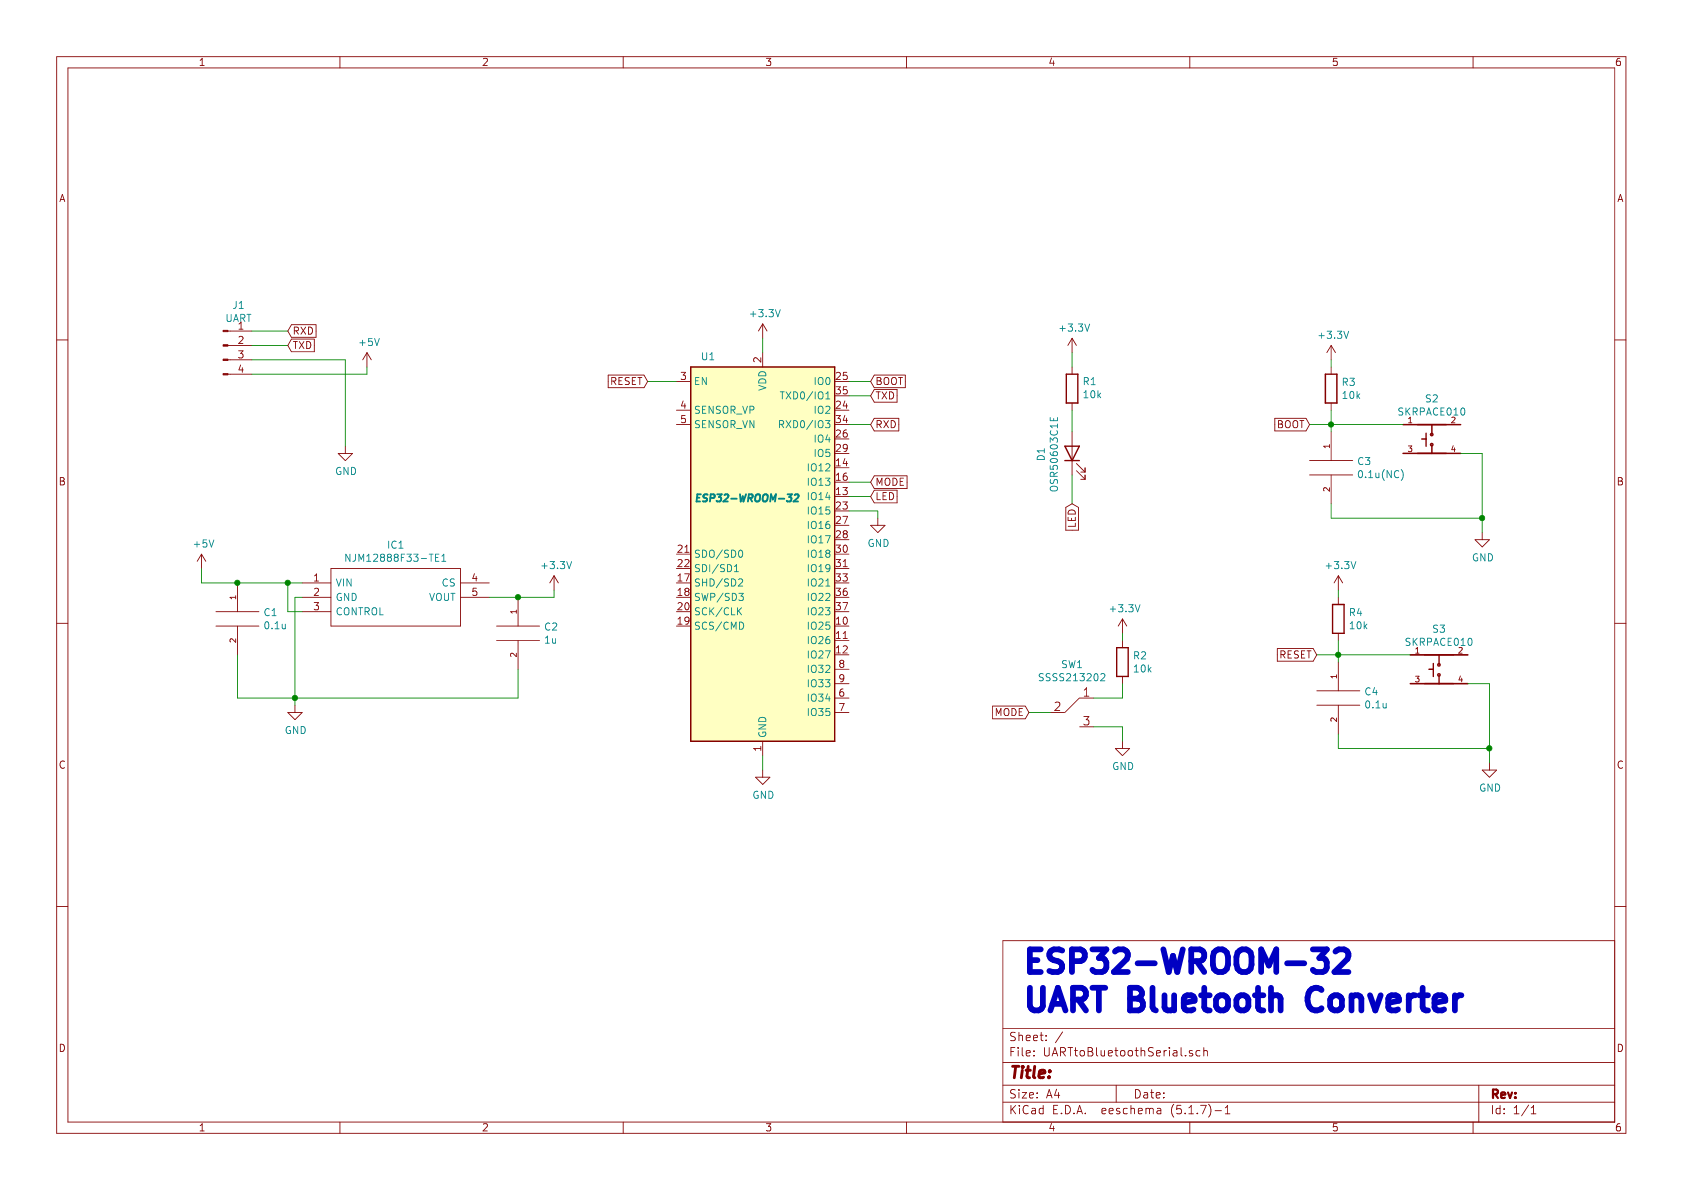 1 2 3 4 5 6
A A
B B
C C
D D
J1
UART
1 RXD
2 TXD
3
4
+5V
GND
+5V
IC1
NJM12888F33-TE1
1 VIN CS 4
2 GND VOUT 5
3 CONTROL
1
2
C1
0.1u
+3.3V
1
2
C2
1u
GND
+3.3V
U1
2
VDD
RESET 3 EN
4 SENSOR_VP
5 SENSOR_VN
ESP32-WROOM-32
21 SDO/SD0
22 SDI/SD1
17 SHD/SD2
18 SWP/SD3
20 SCK/CLK
19 SCS/CMD
IO0 25 BOOT
TXD0/IO1 35 TXD
IO2 24
RXD0/IO3 34 RXD
IO4 26
IO5 29
IO12 14
IO13 16 MODE
IO14 13 LED
IO15 23
GND
IO16 27
IO17 28
IO18 30
IO19 31
IO21 33
IO22 36
IO23 37
IO25 10
IO26 11
IO27 12
IO32 8
IO33 9
IO34 6
IO35 7
GND
1
GND
+3.3V
R1
10k
D1
OSR50603C1E
LED
+3.3V
R2
10k
SW1
SSSS213202
1
MODE 2
3
GND
+3.3V
R3
10k
S2
SKRPACE010
BOOT
1 2
3 4
1
2
C3
0.1u(NC)
GND
+3.3V
R4
10k
S3
SKRPACE010
RESET
1 2
3 4
1
2
C4
0.1u
GND
ESP32-WROOM-32
UART Bluetooth Converter
Sheet: /
File: UARTtoBluetoothSerial.sch
Title:
Size: A4 Date: Rev:
KiCad E.D.A. eeschema (5.1.7)-1 Id: 1/1
1 2 3 4 5 6